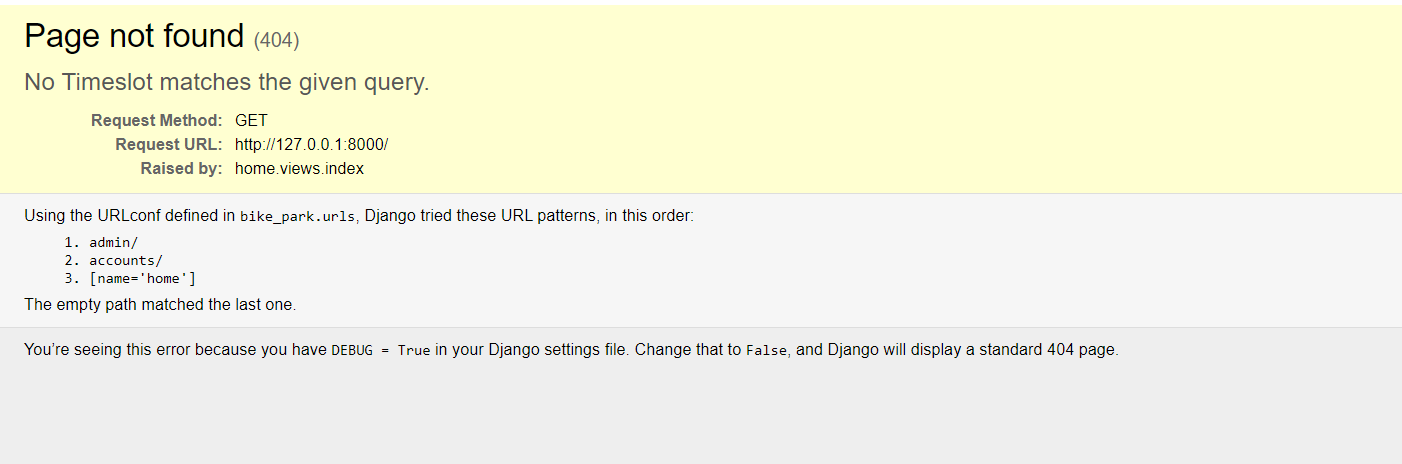 Page not found (404)
No Timeslot matches the given query.
Request Method: GET
Request URL: http://127.0.0.1:8000/
Raised by: home.views.index
Using the URLconf defined in bike_park.urls, Django tried these URL patterns, in this order:
1. admin/
2. accounts/
3. [name='home']
The empty path matched the last one.
You’re seeing this error because you have DEBUG = True in your Django settings file. Change that to False, and Django will display a standard 404 page.